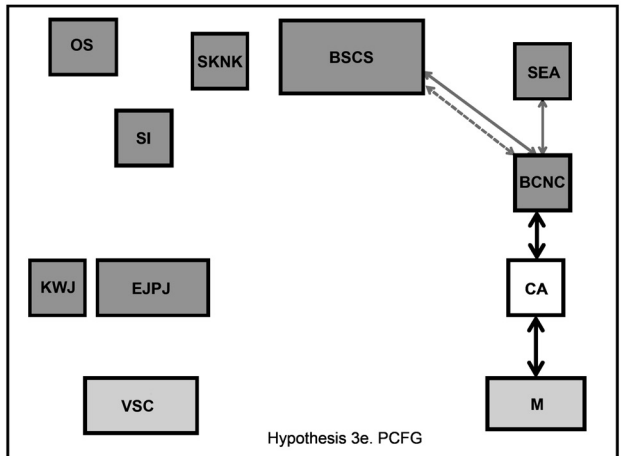 OS
SKNK
BSCS
SEA
SI
BCNC
KWJ
EJPJ
CA
VSC
M
Hypothesis 3e. PCFG